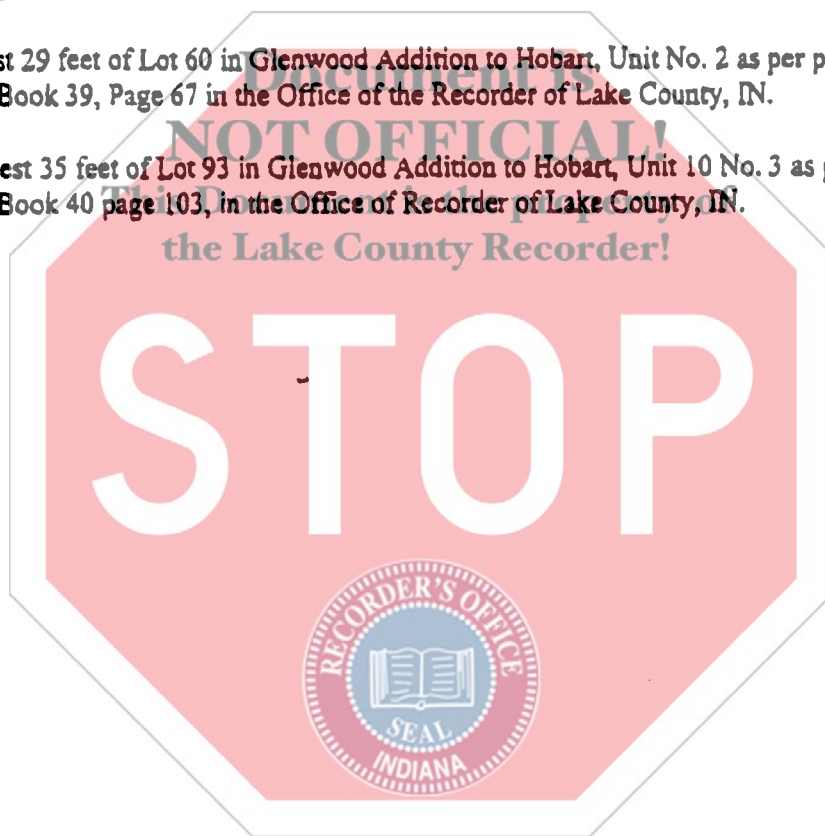 st 29 feet of Lot 60 in Glenwood Addition to Hobart, Unit No. 2 as per p
Book 39, Page 67 in the Office of the Recorder of Lake County, IN.
Document is
NOT OFFICIAL!
est 35 feet of Lot 93 in Glenwood Addition to Hobart, Unit 10 No. 3 as
Book 40 page 103, in the Office of Recorder of Lake County, IN.
This Document is the property of
the Lake County Recorder!
STOP
RECORDER'S OFFICE
SEAL
INDIANA